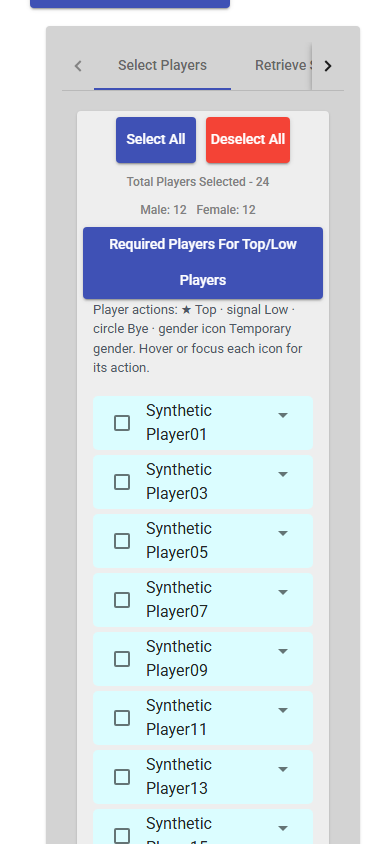 Select Players
Retrieve
Select All
Deselect All
Total Players Selected - 24
Male: 12 Female: 12
Required Players For Top/Low
Players
Player actions: ★ Top · signal Low ·
circle Bye · gender icon Temporary
gender. Hover or focus each icon for
its action.
Synthetic
Player01
Synthetic
Player03
Synthetic
Player05
Synthetic
Player07
Synthetic
Player09
Synthetic
Player11
Synthetic
Player13
Synthetic